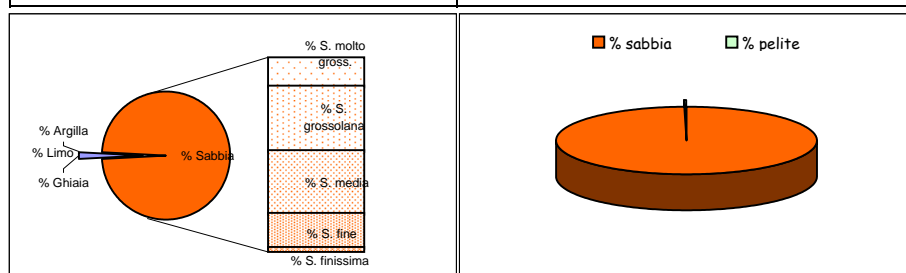 % S. molto
gross.
% S.
grossolana
% Argilla
% Limo
% Sabbia
% Ghiaia
% S. media
% S. fine
% S. finissima
% sabbia
% pelite